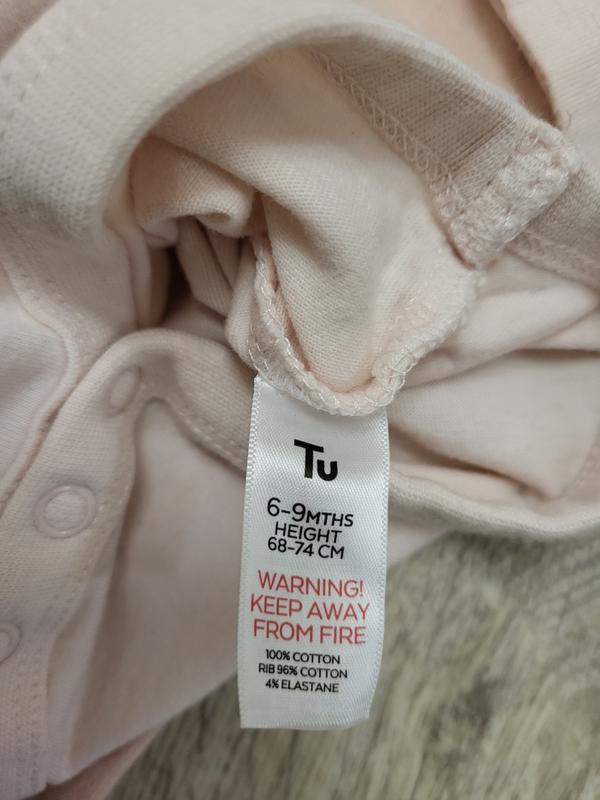 Tu
6-9MTHS
HEIGHT
68-74 CM
WARNING!
KEEP AWAY
FROM FIRE
100% COTTON
RIB 96% COTTON
4% ELASTANE